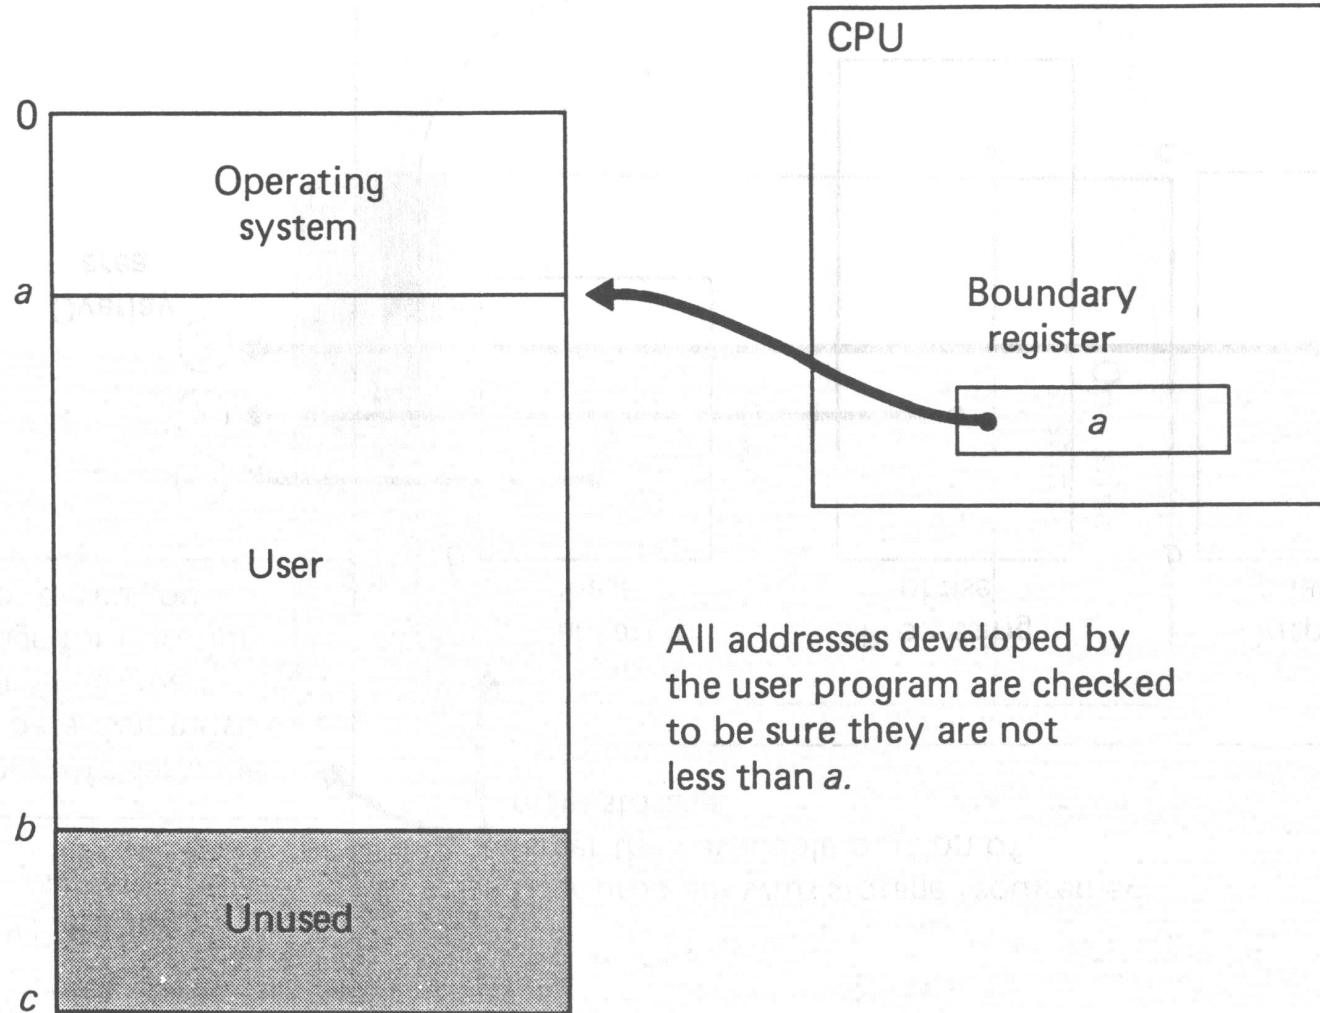 0
Operating
system
a
User
b
Unused
c
CPU
Boundary
register
a
All addresses developed by
the user program are checked
to be sure they are not
less than a.